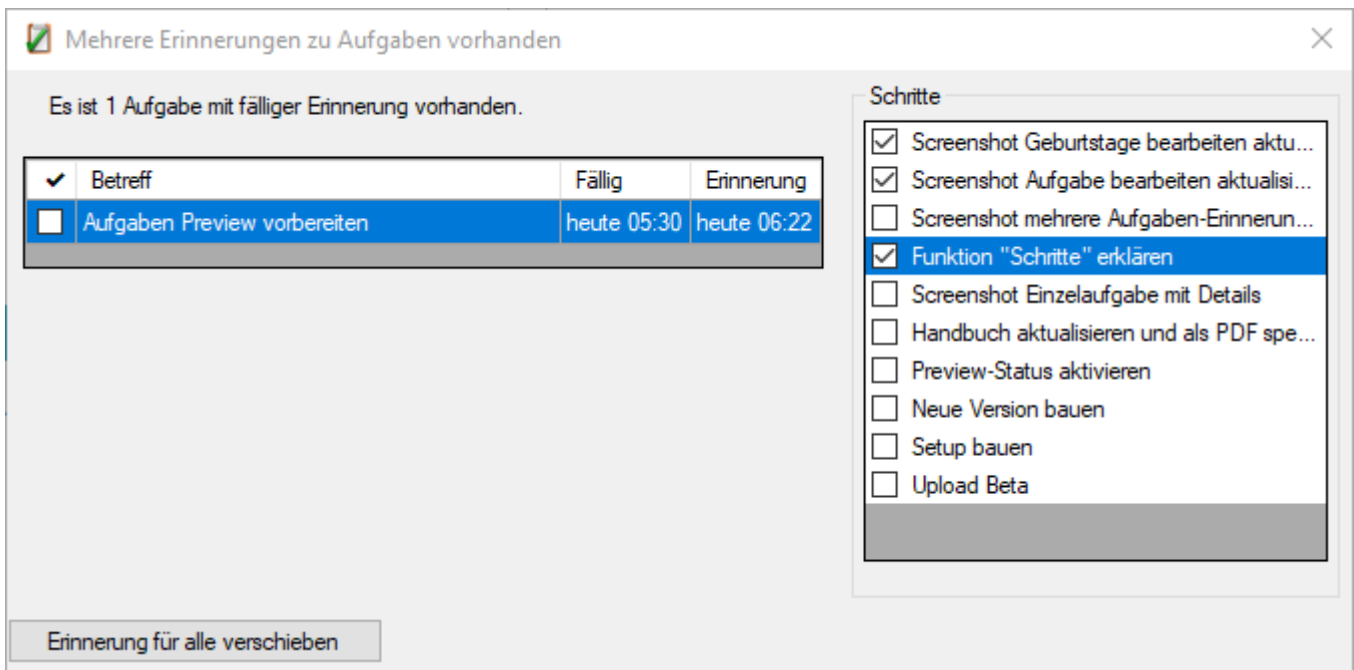 Mehrere Erinnerungen zu Aufgaben vorhanden
Es ist 1 Aufgabe mit fälliger Erinnerung vorhanden.
Betreff Fällig Erinnerung
Aufgaben Preview vorbereiten heute 05:30 heute 06:22
Erinnerung für alle verschieben
Schritte
Screenshot Geburtstage bearbeiten aktu...
Screenshot Aufgabe bearbeiten aktualisi...
Screenshot mehrere Aufgaben-Erinnerun...
Funktion "Schritte" erklären
Screenshot Einzelaufgabe mit Details
Handbuch aktualisieren und als PDF spe...
Preview-Status aktivieren
Neue Version bauen
Setup bauen
Upload Beta